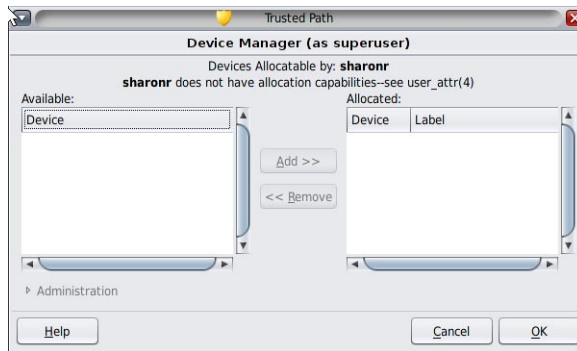 Trusted Path
Device Manager (as superuser)
Devices Allocatable by: sharonr
sharonr does not have allocation capabilities--see user_attr(4)
Available:
Allocated:
Device
Device Label
Add >>
<< Remove
Administration
Help
Cancel
OK